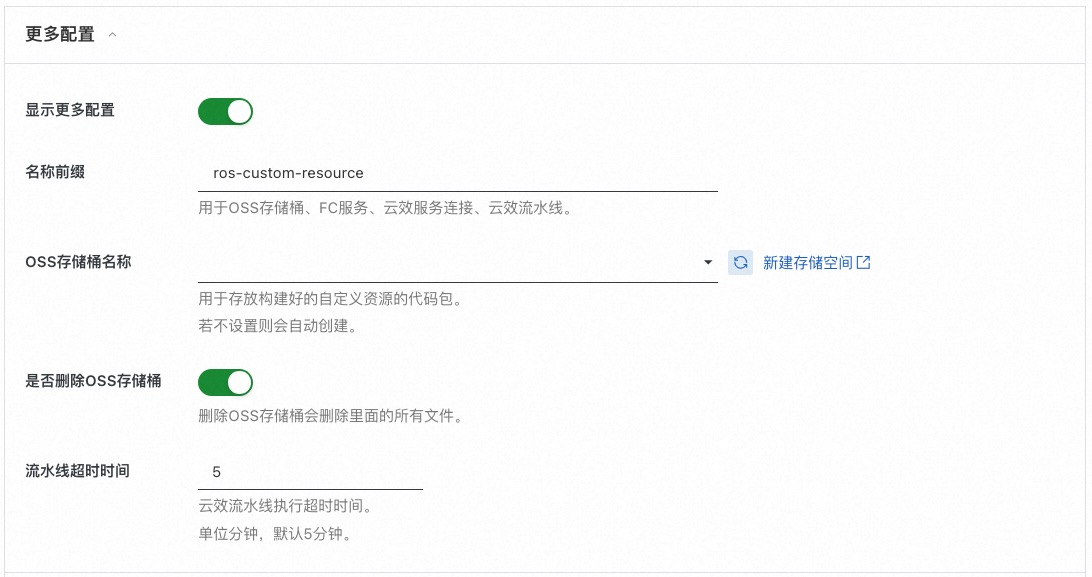 更多配置
显示更多配置
名称前缀
ros-custom-resource
用于OSS存储桶、FC服务、云效服务连接、云效流水线。
OSS存储桶名称
新建存储空间
用于存放构建好的自定义资源的代码包。
若不设置则会自动创建。
是否删除OSS存储桶
删除OSS存储桶会删除里面的所有文件。
流水线超时时间
5
云效流水线执行超时时间。
单位分钟，默认5分钟。